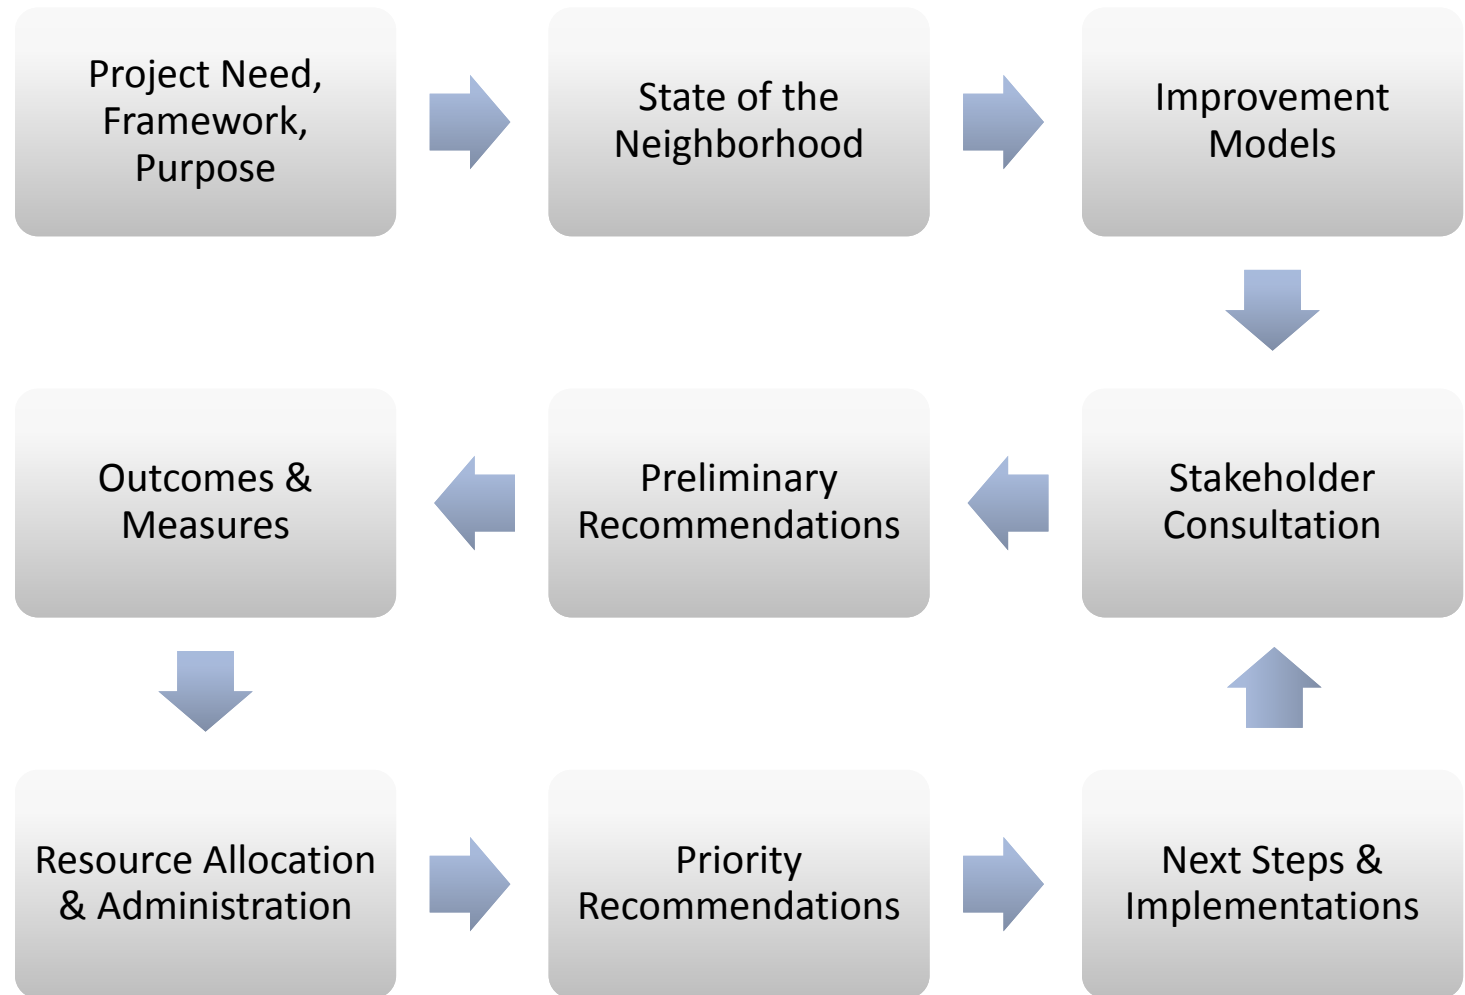 Project Need,
Framework,
Purpose
State of the
Neighborhood
Improvement
Models
Outcomes &
Measures
Preliminary
Recommendations
Stakeholder
Consultation
Resource Allocation
& Administration
Priority
Recommendations
Next Steps &
Implementations